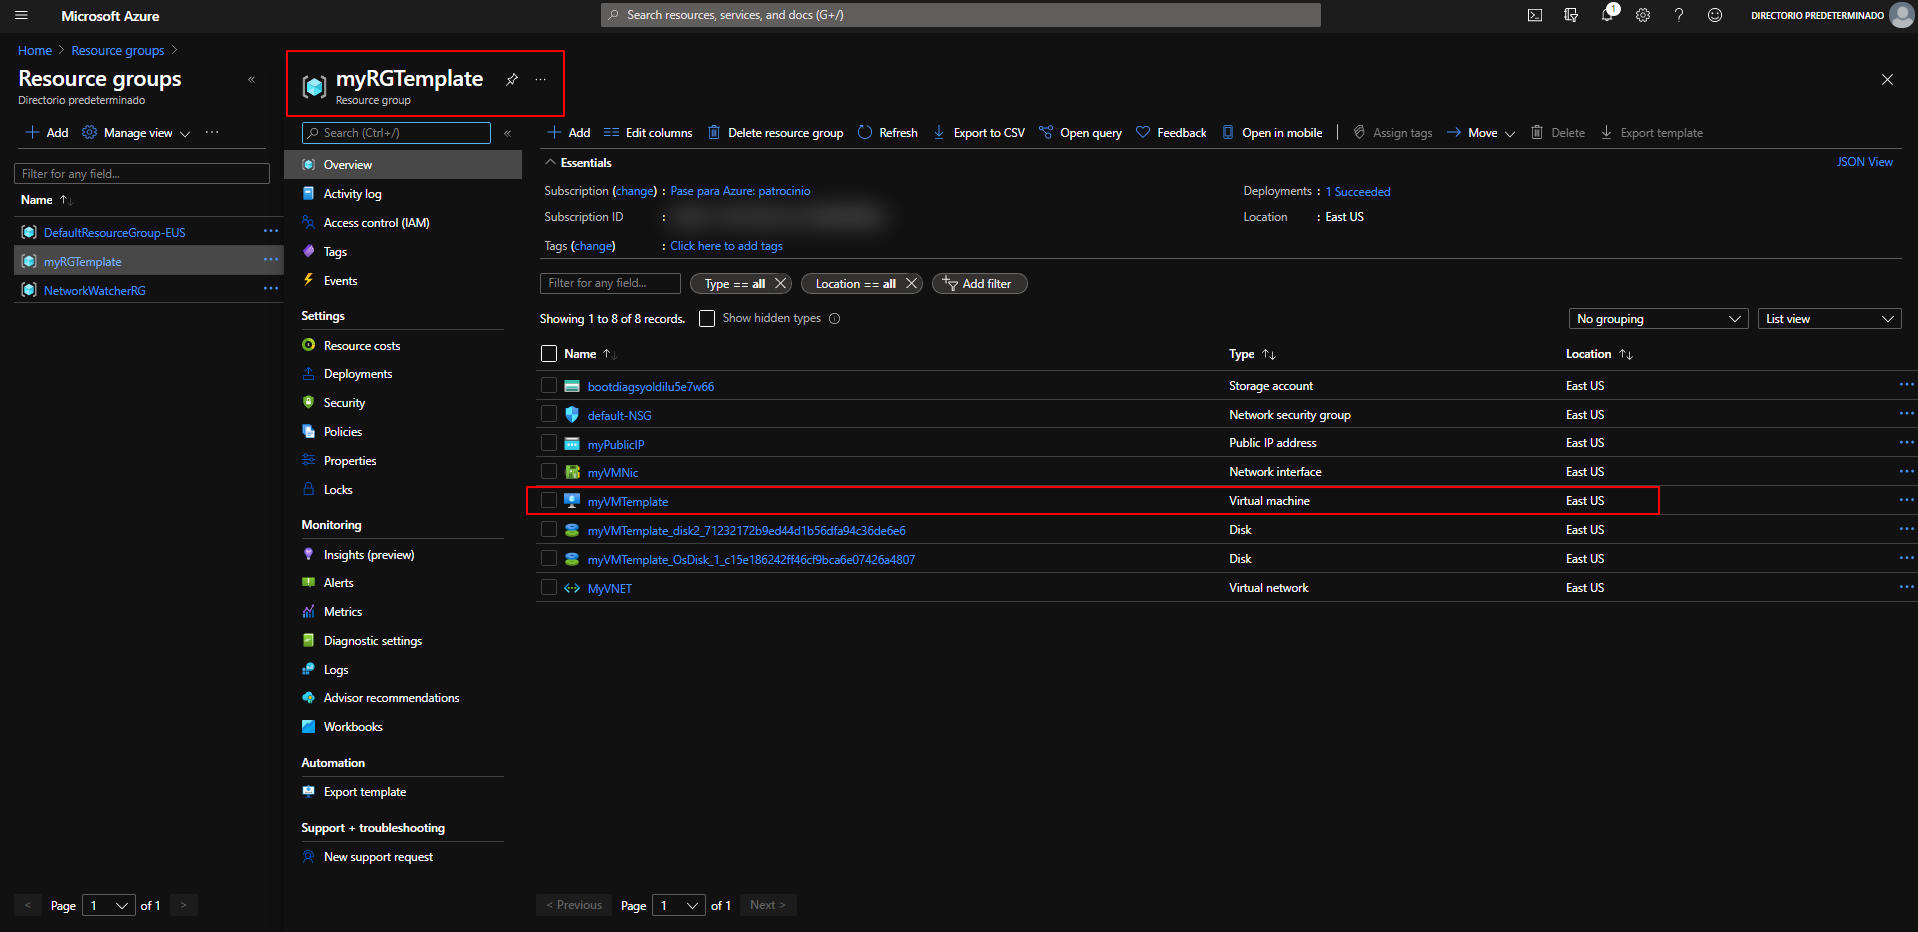 Microsoft Azure
Search resources, services, and docs (G+/)
1
DIRECTORIO PREDETERMINADO
Home > Resource groups >
Resource groups
Directorio predeterminado
+ Add Manage view ...
Filter for any field...
Name
DefaultResourceGroup-EUS ...
myRGTemplate ...
NetworkWatcherRG ...
< Page 1 of 1 >
myRGTemplate ...
Resource group
Search (Ctrl+/)
Overview
Activity log
Access control (IAM)
Tags
Events
Settings
Resource costs
Deployments
Security
Policies
Properties
Locks
Monitoring
Insights (preview)
Alerts
Metrics
Diagnostic settings
Logs
Advisor recommendations
Workbooks
Automation
Export template
Support + troubleshooting
New support request
+ Add Edit columns Delete resource group Refresh Export to CSV Open query Feedback Open in mobile Assign tags Move Delete Export template
Essentials
JSON View
Subscription (change) : Pase para Azure: patrocinio
Deployments : 1 Succeeded
Subscription ID :
Location : East US
Tags (change) : Click here to add tags
Filter for any field... Type == all Location == all Add filter
Showing 1 to 8 of 8 records. Show hidden types
No grouping List view
Name Type Location
bootdiagsyoldilu5e7w66 Storage account East US ...
default-NSG Network security group East US ...
myPublicIP Public IP address East US ...
myVMNic Network interface East US ...
myVMTemplate Virtual machine East US ...
myVMTemplate_disk2_71232172b9ed44d1b56dfa94c36de6e6 Disk East US ...
myVMTemplate_OsDisk_1_c15e186242ff46cf9bca6e07426a4807 Disk East US ...
MyVNET Virtual network East US ...
< Previous Page 1 of 1 Next >